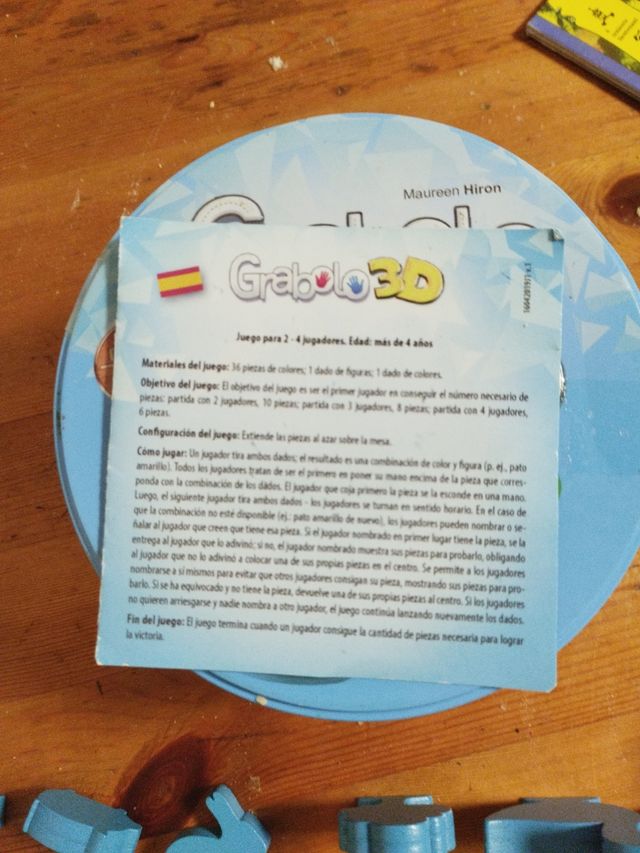 Maureen Hiron
Grabolo 3D
Juego para 2 - 4 jugadores. Edad: más de 4 años
Materiales del juego: 36 piezas de colores; 1 dado de figuras; 1 dado de colores.
Objetivo del juego: El objetivo del juego es ser el primer jugador en conseguir el número necesario de
piezas: partida con 2 jugadores, 10 piezas; partida con 3 jugadores, 8 piezas; partida con 4 jugadores,
6 piezas.
Configuración del juego: Extiende las piezas al azar sobre la mesa.
Cómo jugar: Un jugador tira ambos dados; el resultado es una combinación de color y figura (p. ej., pato
amarillo). Todos los jugadores tratan de ser el primero en poner su mano encima de la pieza que corres-
ponda con la combinación de los dados. El jugador que coja primero la pieza se la esconde en una mano.
Luego, el siguiente jugador tira ambos dados - los jugadores se turnan en sentido horario. En el caso de
que la combinación no esté disponible (ej.: pato amarillo de nuevo), los jugadores pueden nombrar o se-
ñalar al jugador que creen que tiene esa pieza. Si el jugador nombrado en primer lugar tiene la pieza, se la
entrega al jugador que lo adivinó; si no, el jugador nombrado muestra sus piezas para probarlo, obligando
al jugador que no lo adivinó a colocar una de sus propias piezas en el centro. Se permite a los jugadores
nombrarse a sí mismos para evitar que otros jugadores consigan su pieza, mostrando sus piezas para pro-
barlo. Si se ha equivocado y no tiene la pieza, devuelve una de sus propias piezas al centro. Si los jugadores
no quieren arriesgarse y nadie nombra a otro jugador, el juego continúa lanzando nuevamente los dados.
Fin del juego: El juego termina cuando un jugador consigue la cantidad de piezas necesaria para lograr
la victoria.